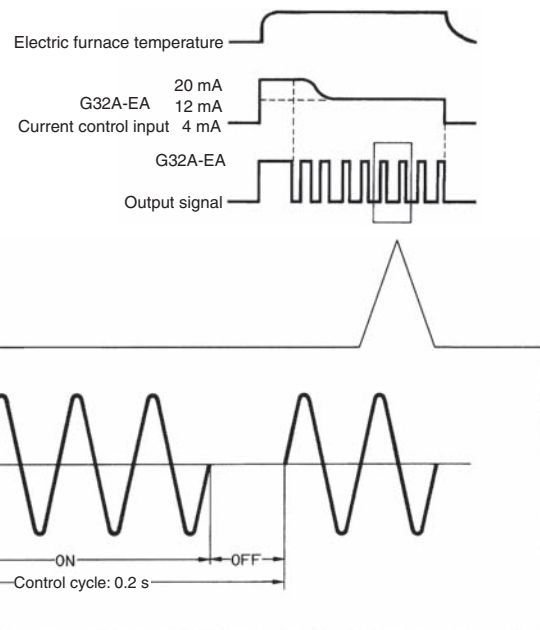 Electric furnace temperature
20 mA
G32A-EA 12 mA
Current control input 4 mA
G32A-EA
Output signal
ON OFF
Control cycle: 0.2 s